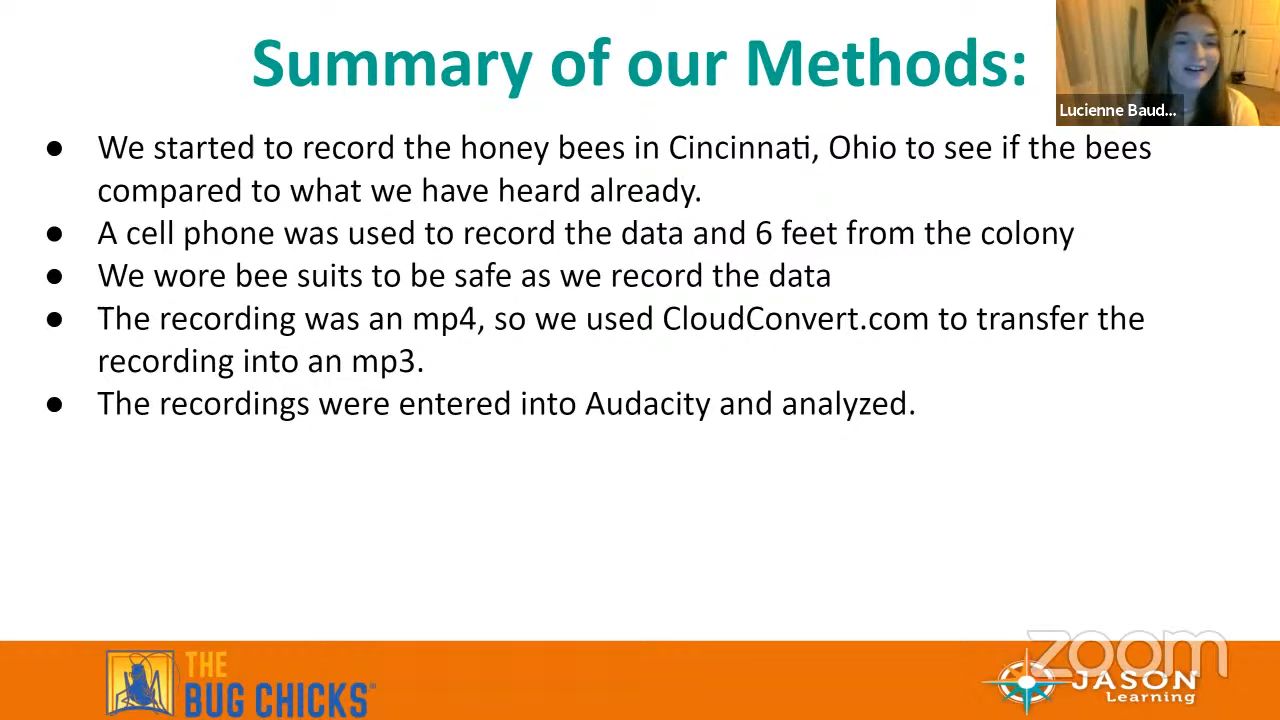 Summary of our Methods:
Lucienne Baud...
● We started to record the honey bees in Cincinnati, Ohio to see if the bees
compared to what we have heard already.
● A cell phone was used to record the data and 6 feet from the colony
● We wore bee suits to be safe as we record the data
● The recording was an mp4, so we used CloudConvert.com to transfer the
recording into an mp3.
● The recordings were entered into Audacity and analyzed.
zoom
THE
BUG CHICKS®
JASON
Learning